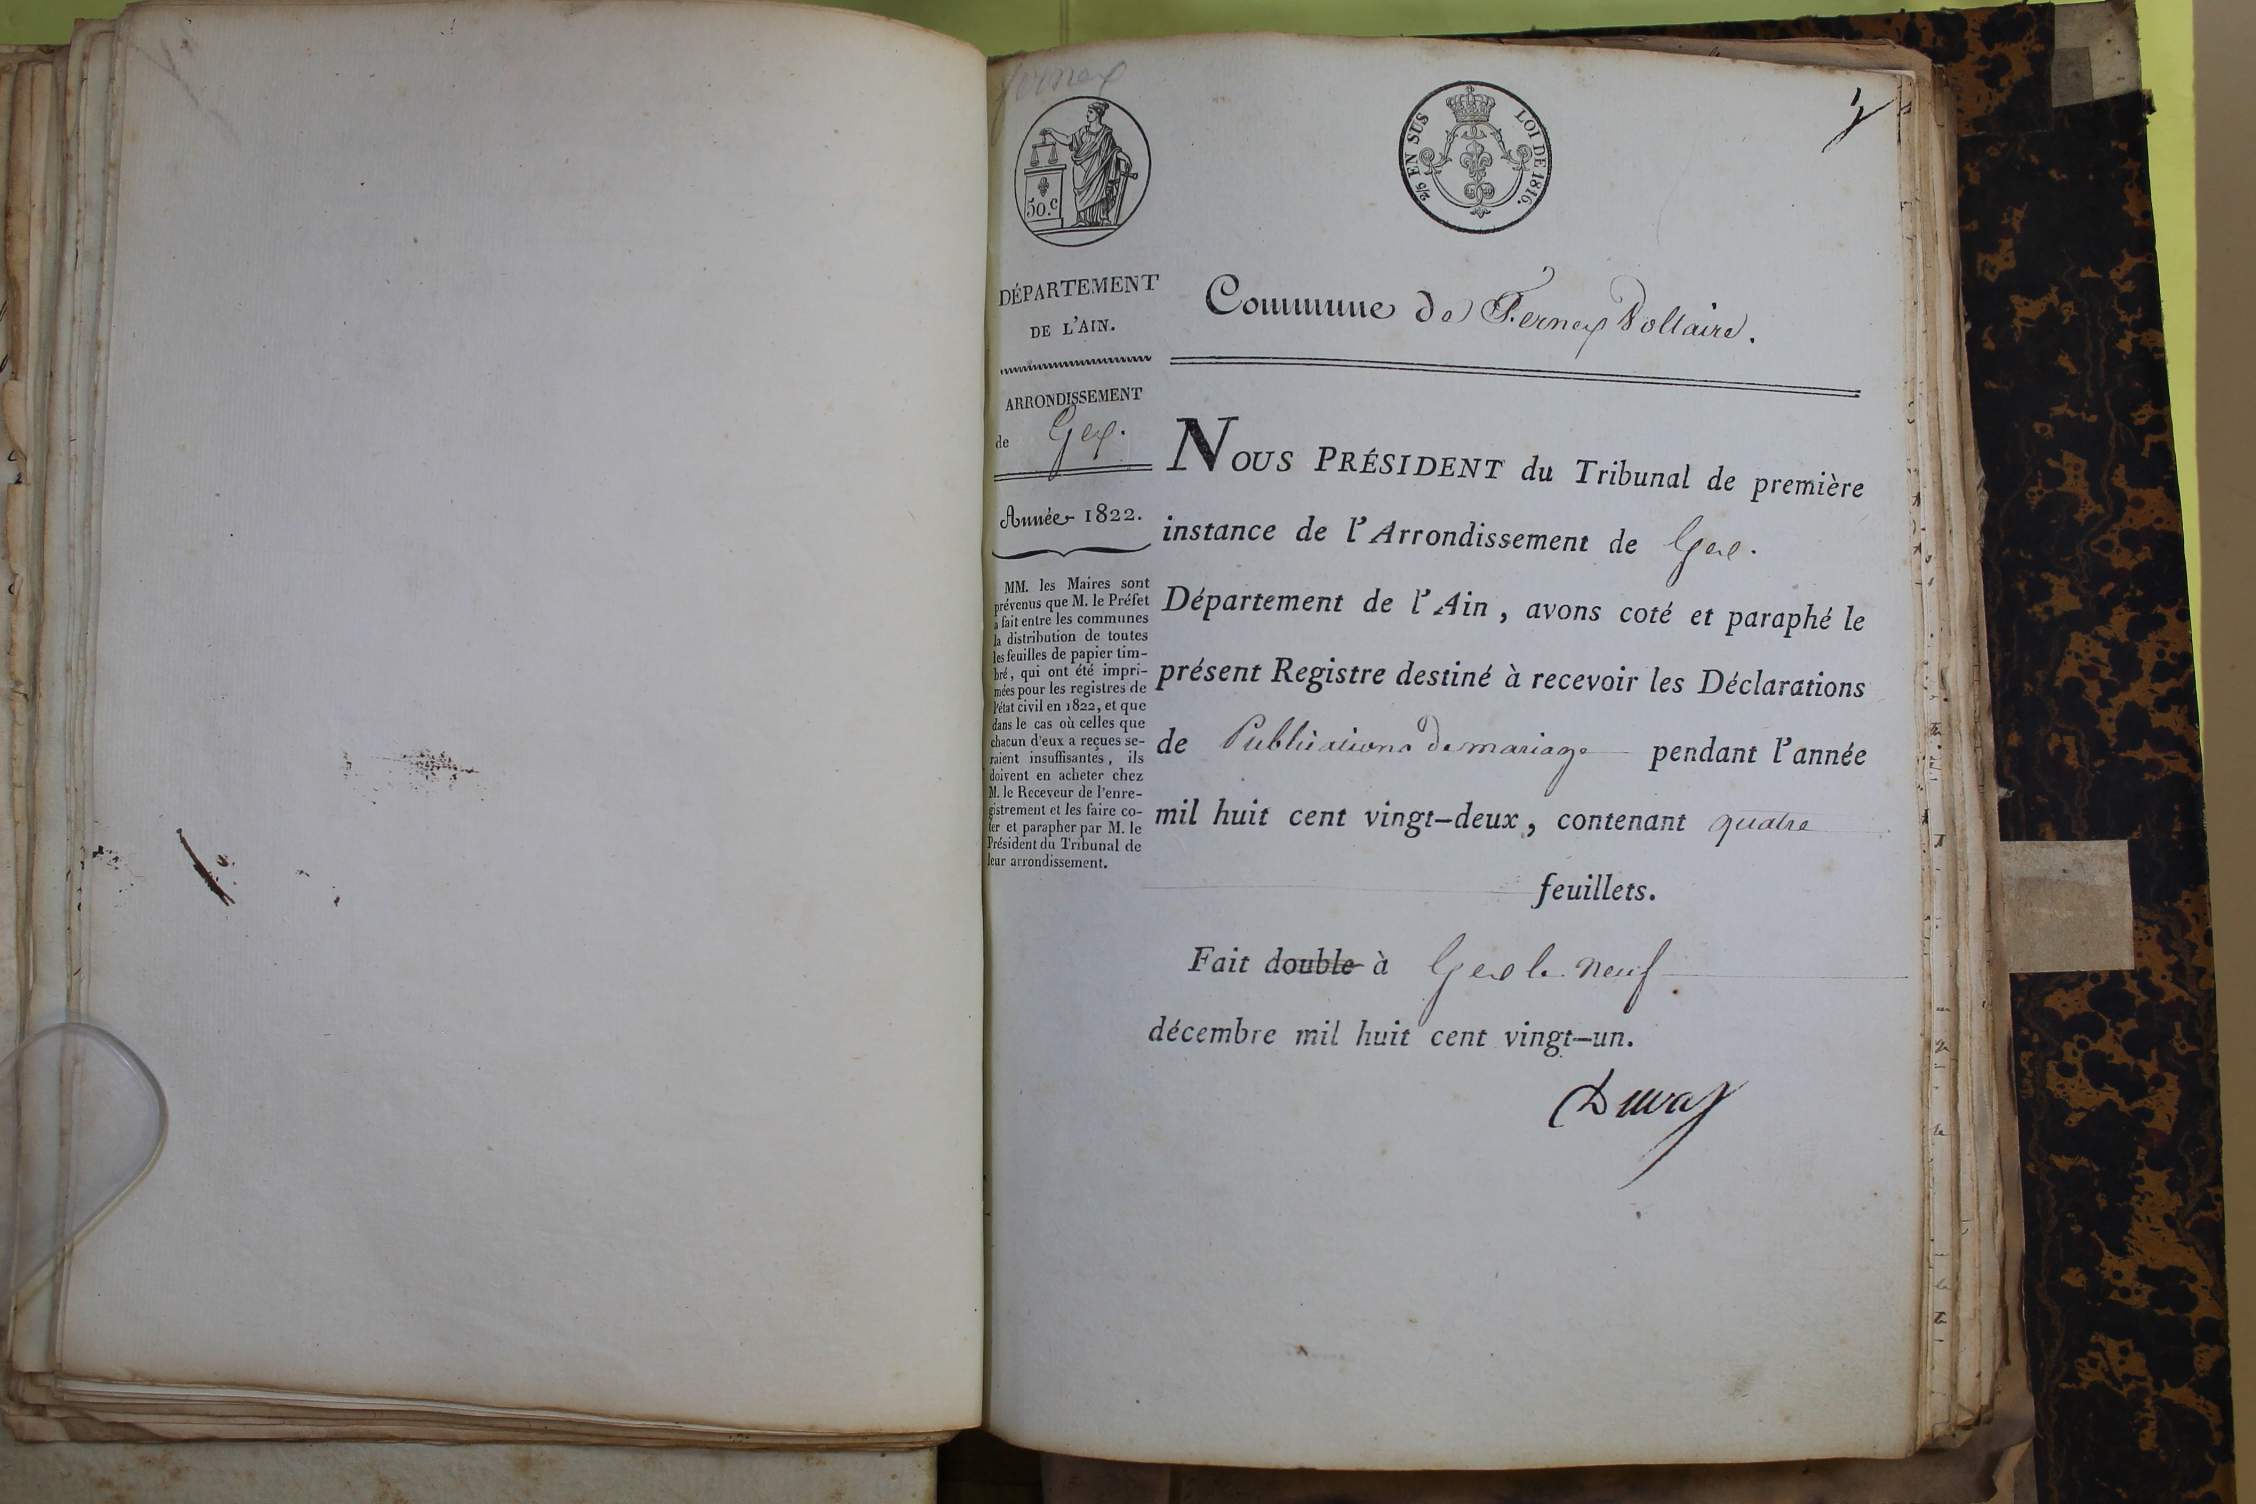 fernex
50.c
2/5 EN SUS LOI DE 1816.
DÉPARTEMENT
DE L'AIN.
ARRONDISSEMENT
de Gex.
Année 1822.
MM. les Maires sont
prévenus que M. le Préfet
a fait entre les communes
la distribution de toutes
les feuilles de papier tim-
bré, qui ont été impri-
mées pour les registres de
l'état civil en 1822, et que
dans le cas où celles que
chacun d'eux a reçues se-
raient insuffisantes, ils
doivent en acheter chez
M. le Receveur de l'enre-
gistrement et les faire co-
ter et parapher par M. le
Président du Tribunal de
leur arrondissement.
Commune de Fernex Voltaire.
NOUS PRÉSIDENT du Tribunal de première
instance de l'Arrondissement de Gex.
Département de l'Ain, avons coté et paraphé le
présent Registre destiné à recevoir les Déclarations
de Publications de mariage pendant l'année
mil huit cent vingt-deux, contenant quatre
feuillets.
Fait double à Gex le neuf
décembre mil huit cent vingt-un.
Duval